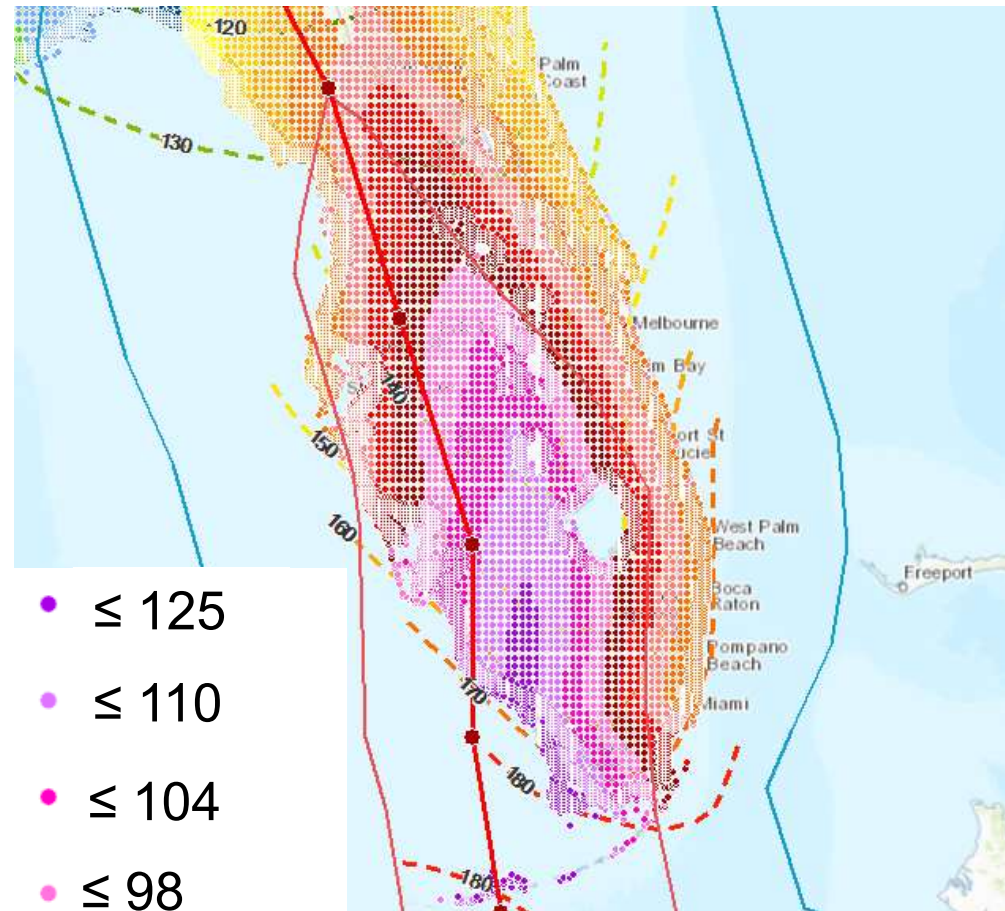 120
Palm
Coast
130
Melbourne
m Bay
140
150
ort St
ucie
160
West Palm
Beach
Freeport
Boca
Raton
Pompano
Beach
170
Miami
180
180
≤ 125
≤ 110
≤ 104
≤ 98